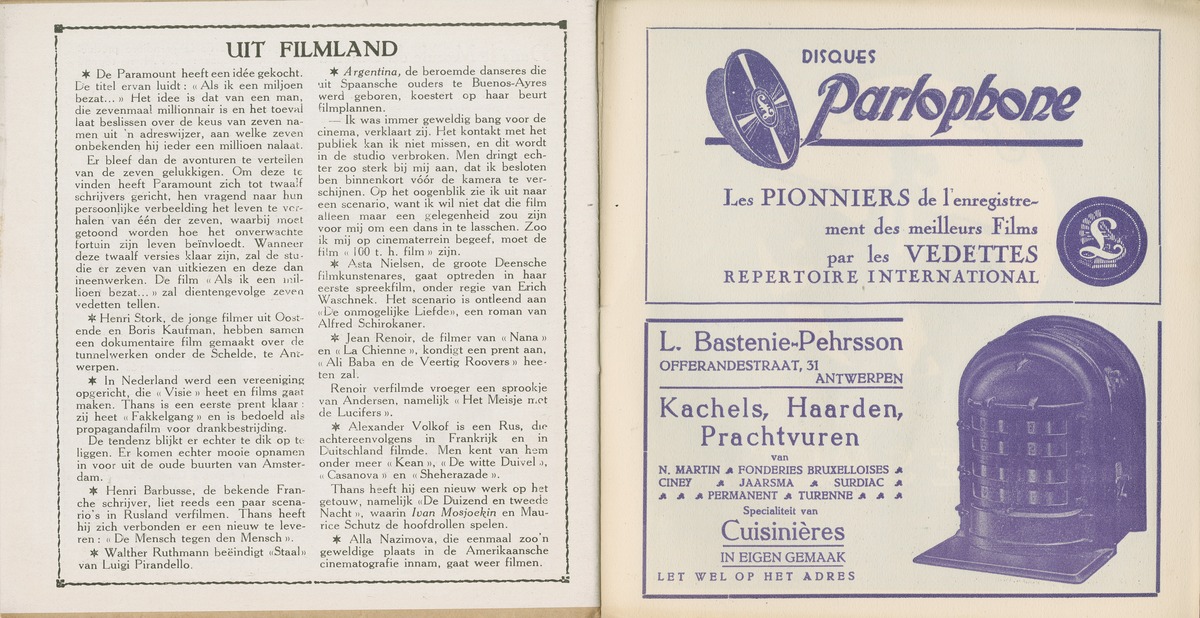 UIT FILMLAND
✶ De Paramount heeft een idée gekocht.
De titel ervan luidt : « Als ik een miljoen
bezat... » Het idee is dat van een man,
die zevenmaal millionnair is en het toeval
laat beslissen over de keus van zeven na-
men uit 'n adreswijzer, aan welke zeven
onbekenden hij ieder een millioen nalaat.
Er bleef dan de avonturen te vertellen
van de zeven gelukkigen. Om deze te
vinden heeft Paramount zich tot twaalf
schrijvers gericht, hen vragend naar hun
persoonlijke verbeelding het leven te ver-
halen van één der zeven, waarbij moet
getoond worden hoe het onverwachte
fortuin zijn leven beïnvloedt. Wanneer
deze twaalf versies klaar zijn, zal de stu-
die er zeven van uitkiezen en deze dan
ineenwerken. De film « Als ik een mil-
lioen bezat... » zal dientengevolge zeven
vedetten tellen.
✶ Henri Stork, de jonge filmer uit Oost-
ende en Boris Kaufman, hebben samen
een dokumentaire film gemaakt over de
tunnelwerken onder de Schelde, te Ant-
werpen.
✶ In Nederland werd een vereeniging
opgericht, die « Visie » heet en films gaat
maken. Thans is een eerste prent klaar :
zij heet « Fakkelgang » en is bedoeld als
propagandafilm voor drankbestrijding.
De tendenz blijkt er echter te dik op te
liggen. Er komen echter mooie opnamen
in voor uit de oude buurten van Amster-
dam.
✶ Henri Barbusse, de bekende Fran-
che schrijver, liet reeds een paar scena-
rio's in Rusland verfilmen. Thans heeft
hij zich verbonden er een nieuw te leve-
ren : « De Mensch tegen den Mensch ».
✶ Walther Ruthmann beëindigt «Staal»
van Luigi Pirandello.
✶ Argentina, de beroemde danseres die
uit Spaansche ouders te Buenos-Ayres
werd geboren, koestert op haar beurt
filmplannen.
— Ik was immer geweldig bang voor de
cinema, verklaart zij. Het kontakt met het
publiek kan ik niet missen, en dit wordt
in de studio verbroken. Men dringt ech-
ter zoo sterk bij mij aan, dat ik besloten
ben binnenkort vóór de kamera te ver-
schijnen. Op het oogenblik zie ik uit naar
een scenario, want ik wil niet dat die film
alleen maar een gelegenheid zou zijn
voor mij om een dans in te lasschen. Zoo
ik mij op cinematerrein begeef, moet de
film « 100 t. h. film » zijn.
✶ Asta Nielsen, de groote Deensche
filmkunstenares, gaat optreden in haar
eerste spreekfilm, onder regie van Erich
Waschnek. Het scenario is ontleend aan
«De onmogelijke Liefde», een roman van
Alfred Schirokaner.
✶ Jean Renoir, de filmer van « Nana »
en « La Chienne », kondigt een prent aan,
« Ali Baba en de Veertig Roovers » hee-
ten zal.
Renoir verfilmde vroeger een sprookje
van Andersen, namelijk « Het Meisje met
de Lucifers ».
✶ Alexander Volkof is een Rus, die
achtereenvolgens in Frankrijk en in
Duitschland filmde. Men kent van hem
onder meer « Kean », « De witte Duivel »,
« Casanova » en « Sheherazade ».
Thans heeft hij een nieuw werk op het
getouw, namelijk «De Duizend en tweede
Nacht », waarin Ivan Mosjoekin en Mau-
rice Schutz de hoofdrollen spelen.
✶ Alla Nazimova, die eenmaal zoo'n
geweldige plaats in de Amerikaansche
cinematografie innam, gaat weer filmen.
DISQUES
Parlophone
Les PIONNIERS de l'enregistre-
ment des meilleurs Films
par les VEDETTES
REPERTOIRE INTERNATIONAL
L. Bastenie-Pehrsson
OFFERANDESTRAAT, 31
ANTWERPEN
Kachels, Haarden,
Prachtvuren
van
N. MARTIN FONDERIES BRUXELLOISES
CINEY JAARSMA SURDIAC
PERMANENT TURENNE
Specialiteit van
Cuisinières
IN EIGEN GEMAAK
LET WEL OP HET ADRES